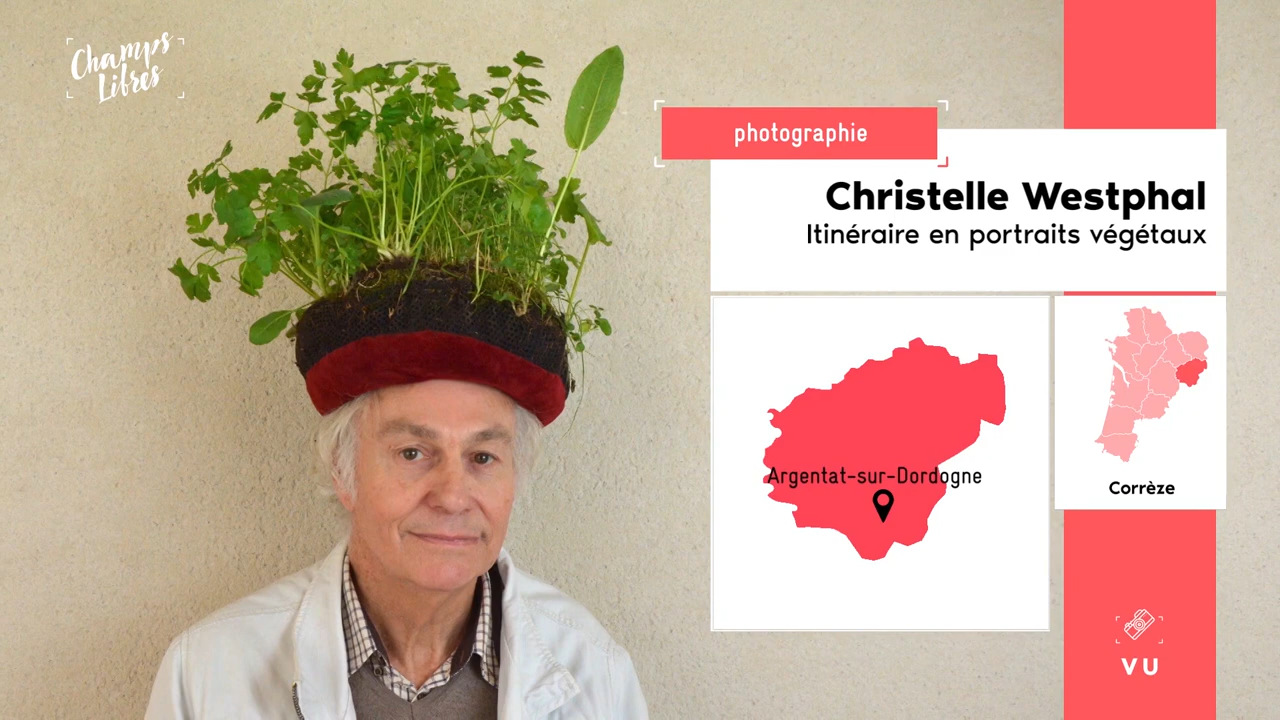 Champs
Libres
photographie
Christelle Westphal
Itinéraire en portraits végétaux
Argentat-sur-Dordogne
Corrèze
VU